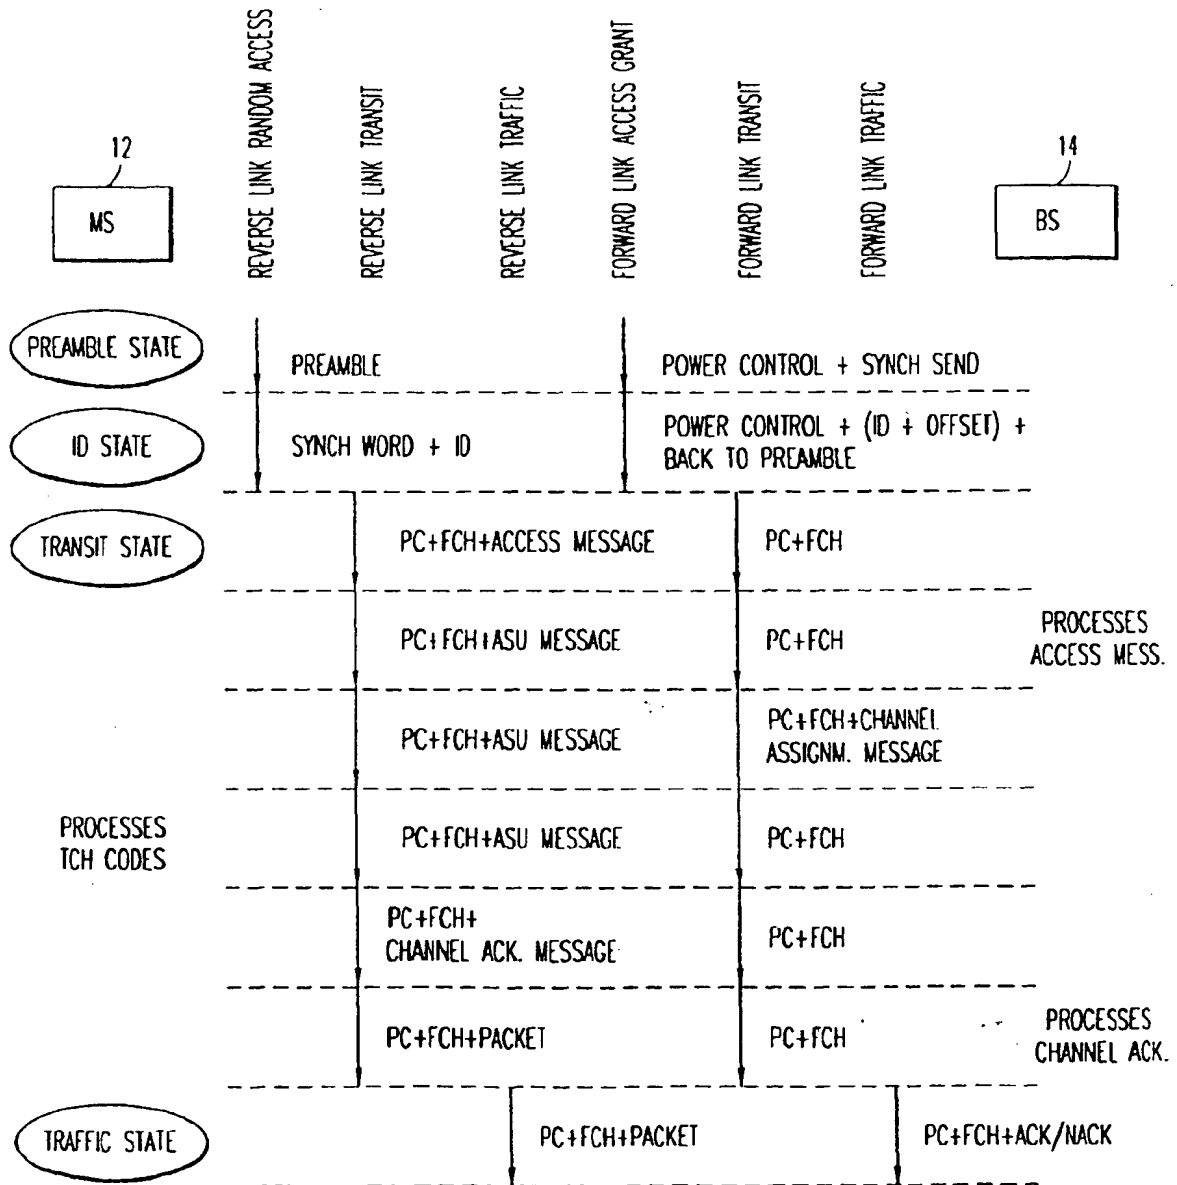 REVERSE LINK RANDOM ACCESS
REVERSE LINK TRANSIT
REVERSE LINK TRAFFIC
FORWARD LINK ACCESS GRANT
FORWARD LINK TRANSIT
FORWARD LINK TRAFFIC
12
MS
14
BS
PREAMBLE STATE
PREAMBLE
POWER CONTROL + SYNCH SEND
ID STATE
SYNCH WORD + ID
POWER CONTROL + (ID + OFFSET) +
BACK TO PREAMBLE
TRANSIT STATE
PC+FCH+ACCESS MESSAGE
PC+FCH
PC+FCH+ASU MESSAGE
PC+FCH
PROCESSES
ACCESS MESS.
PC+FCH+ASU MESSAGE
PC+FCH+CHANNEL
ASSIGNM. MESSAGE
PROCESSES
TCH CODES
PC+FCH+ASU MESSAGE
PC+FCH
PC+FCH+
CHANNEL ACK. MESSAGE
PC+FCH
PC+FCH+PACKET
PC+FCH
PROCESSES
CHANNEL ACK.
TRAFFIC STATE
PC+FCH+PACKET
PC+FCH+ACK/NACK